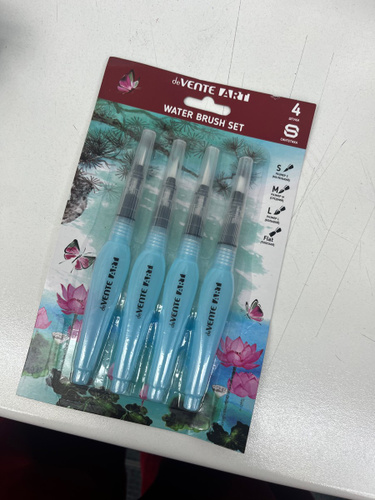 deVENTE ART
WATER BRUSH SET
4
S
M
L
Flat
deVENTE ART
deVENTE ART
deVENTE ART
deVENTE ART